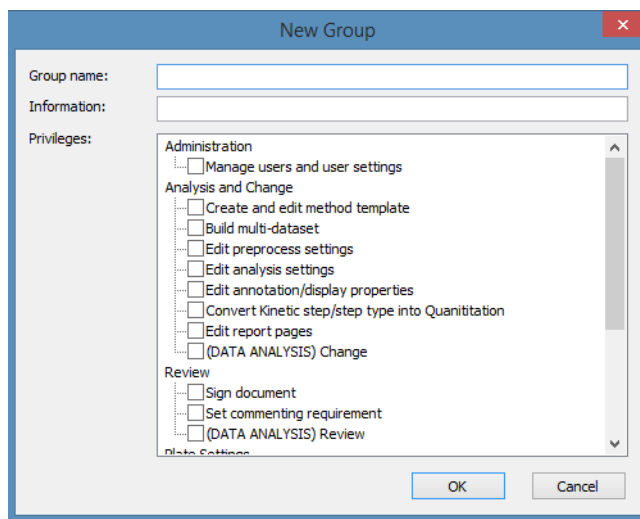 New Group
Group name:
Information:
Privileges:
Administration
Manage users and user settings
Analysis and Change
Create and edit method template
Build multi-dataset
Edit preprocess settings
Edit analysis settings
Edit annotation/display properties
Convert Kinetic step/step type into Quanititation
Edit report pages
(DATA ANALYSIS) Change
Review
Sign document
Set commenting requirement
(DATA ANALYSIS) Review
Plate Settings
OK Cancel